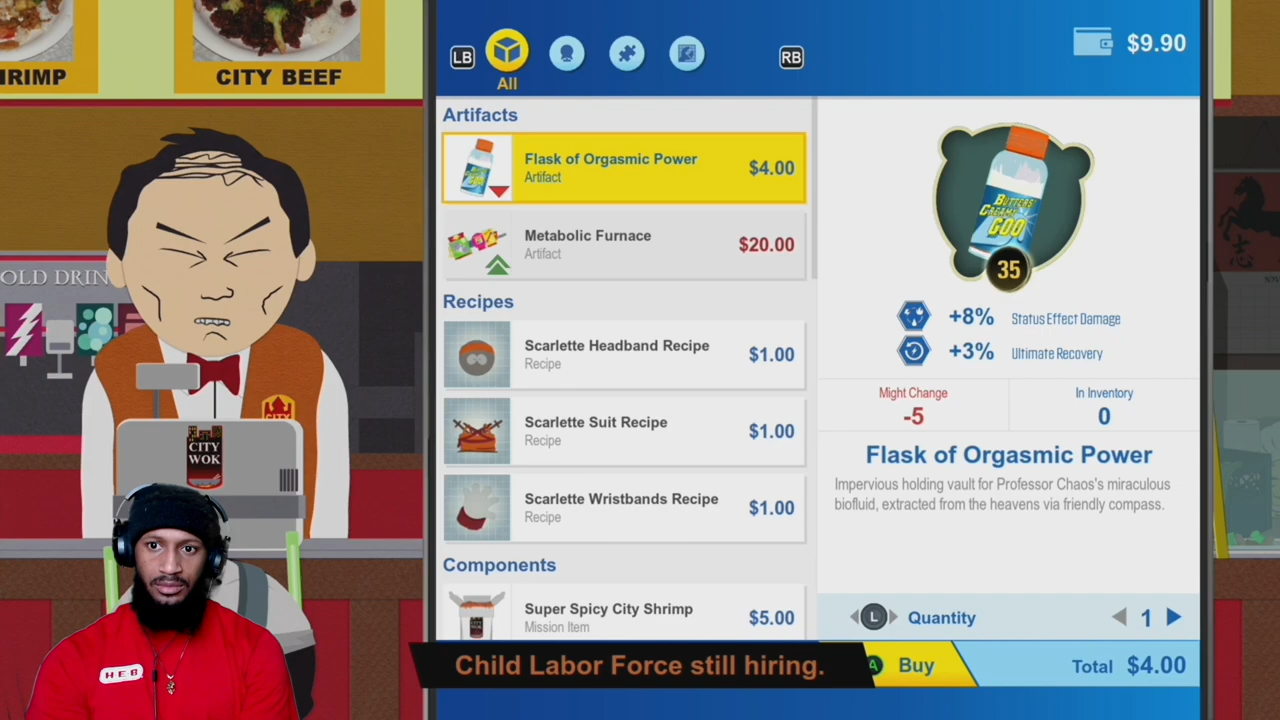 HRIMP
CITY BEEF
OLD DRIN
CITY
CITY
WOK
HEB
LB
All
RB
$9.90
Artifacts
Flask of Orgasmic Power
Artifact
$4.00
Metabolic Furnace
Artifact
$20.00
Recipes
Scarlette Headband Recipe
Recipe
$1.00
Scarlette Suit Recipe
Recipe
$1.00
Scarlette Wristbands Recipe
Recipe
$1.00
Components
Super Spicy City Shrimp
Mission Item
$5.00
BUTTERS'
CREAMY
GOO
35
+8% Status Effect Damage
+3% Ultimate Recovery
Might Change
-5
In Inventory
0
Flask of Orgasmic Power
Impervious holding vault for Professor Chaos's miraculous
biofluid, extracted from the heavens via friendly compass.
L Quantity 1
Child Labor Force still hiring.
A Buy
Total $4.00